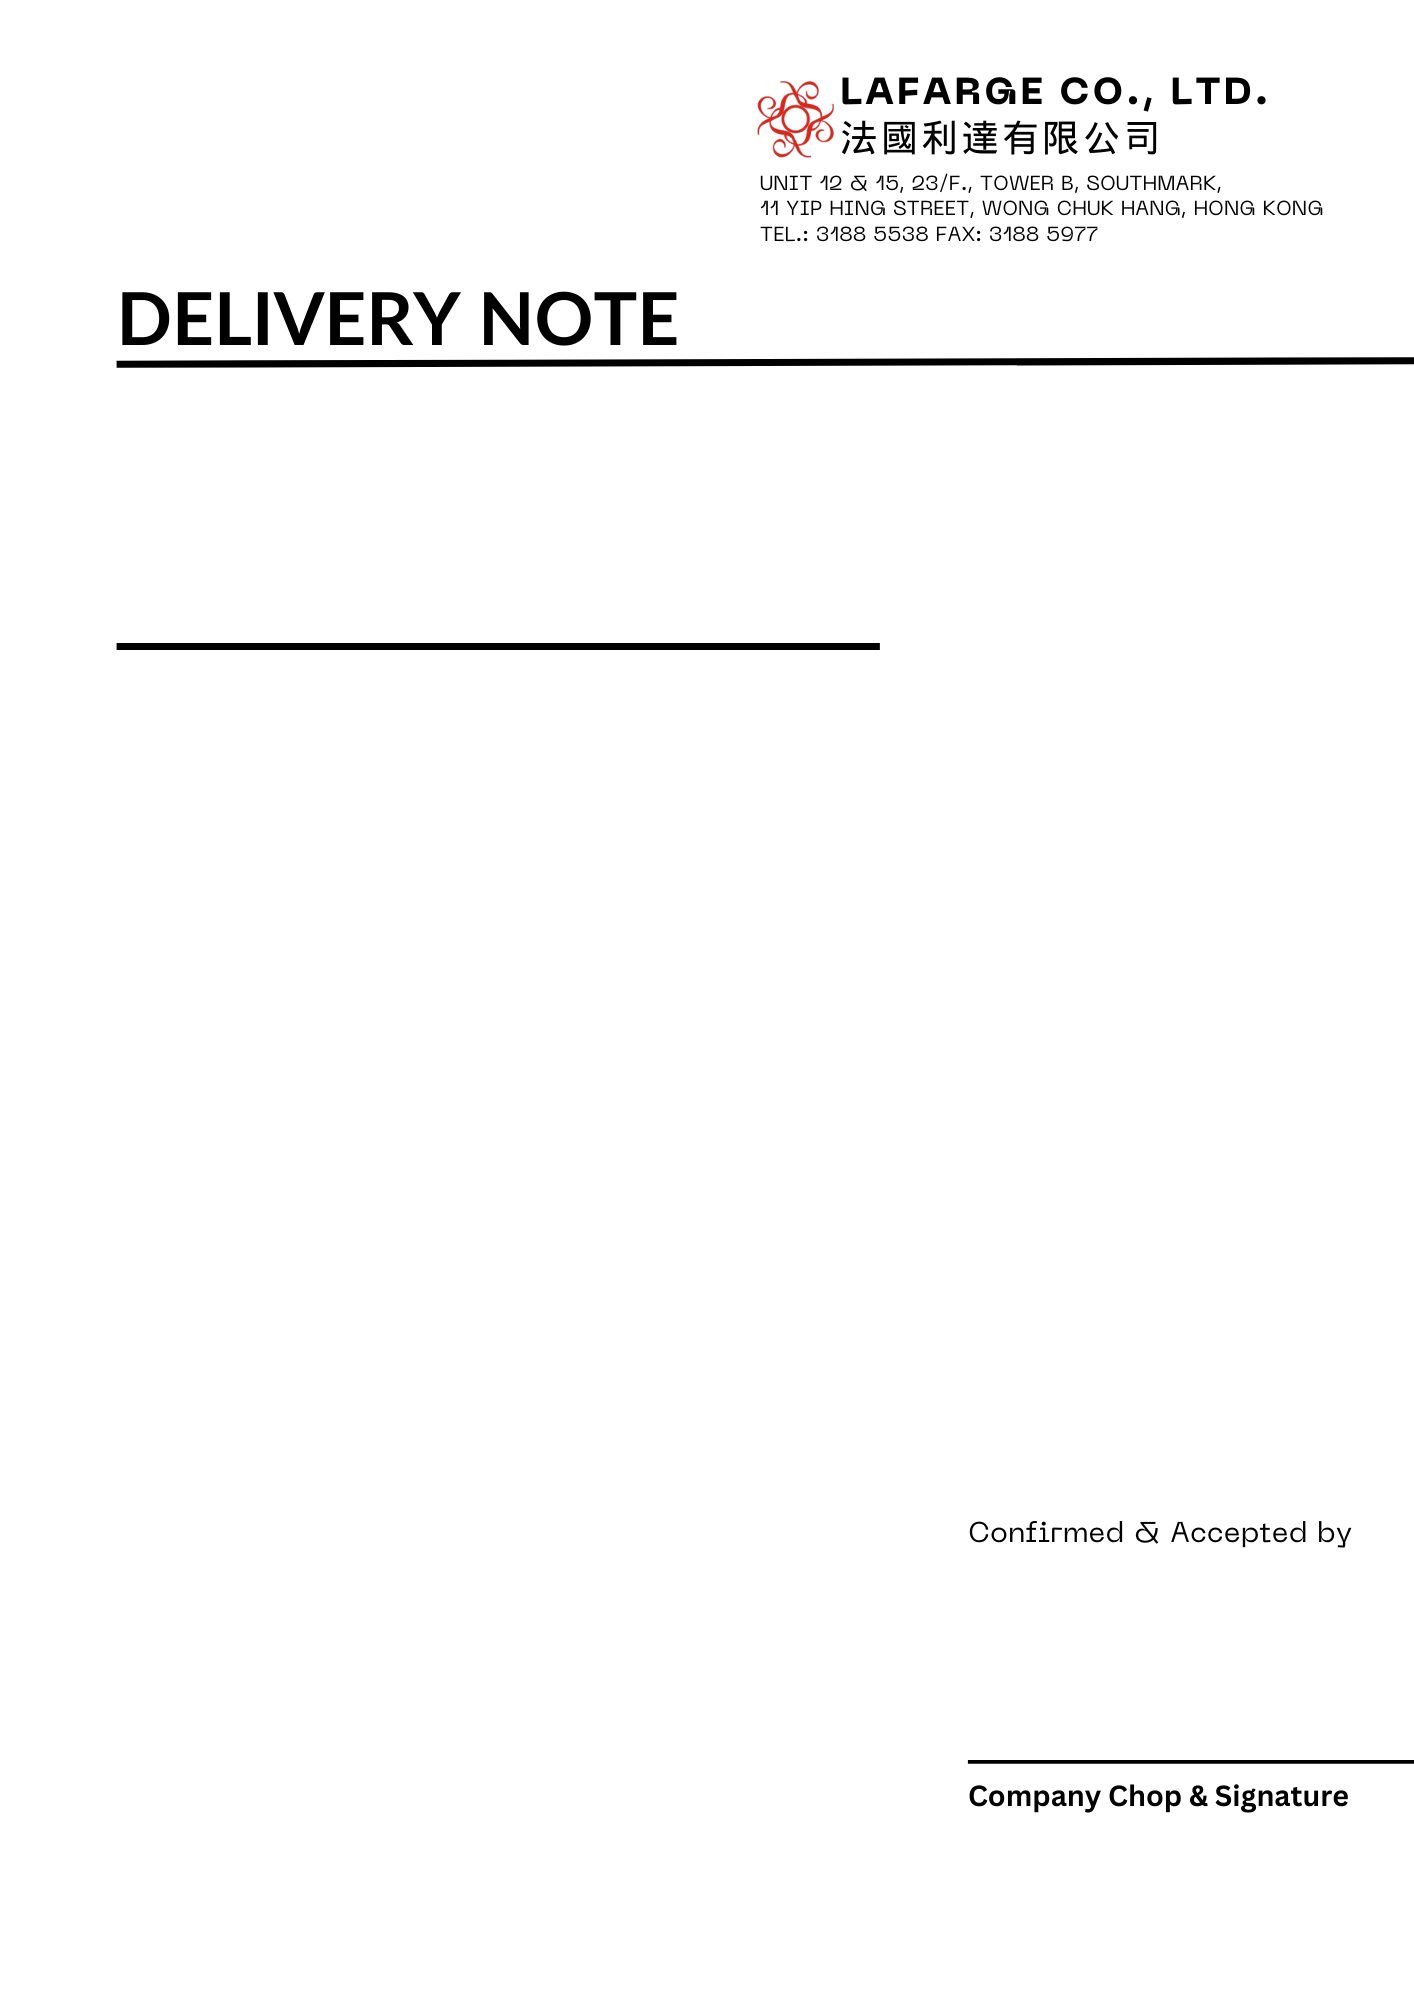 LAFARGE CO., LTD.
法國利達有限公司
UNIT 12 & 15, 23/F., TOWER B, SOUTHMARK,
11 YIP HING STREET, WONG CHUK HANG, HONG KONG
TEL.: 3188 5538 FAX: 3188 5977
DELIVERY NOTE
Confirmed & Accepted by
Company Chop & Signature